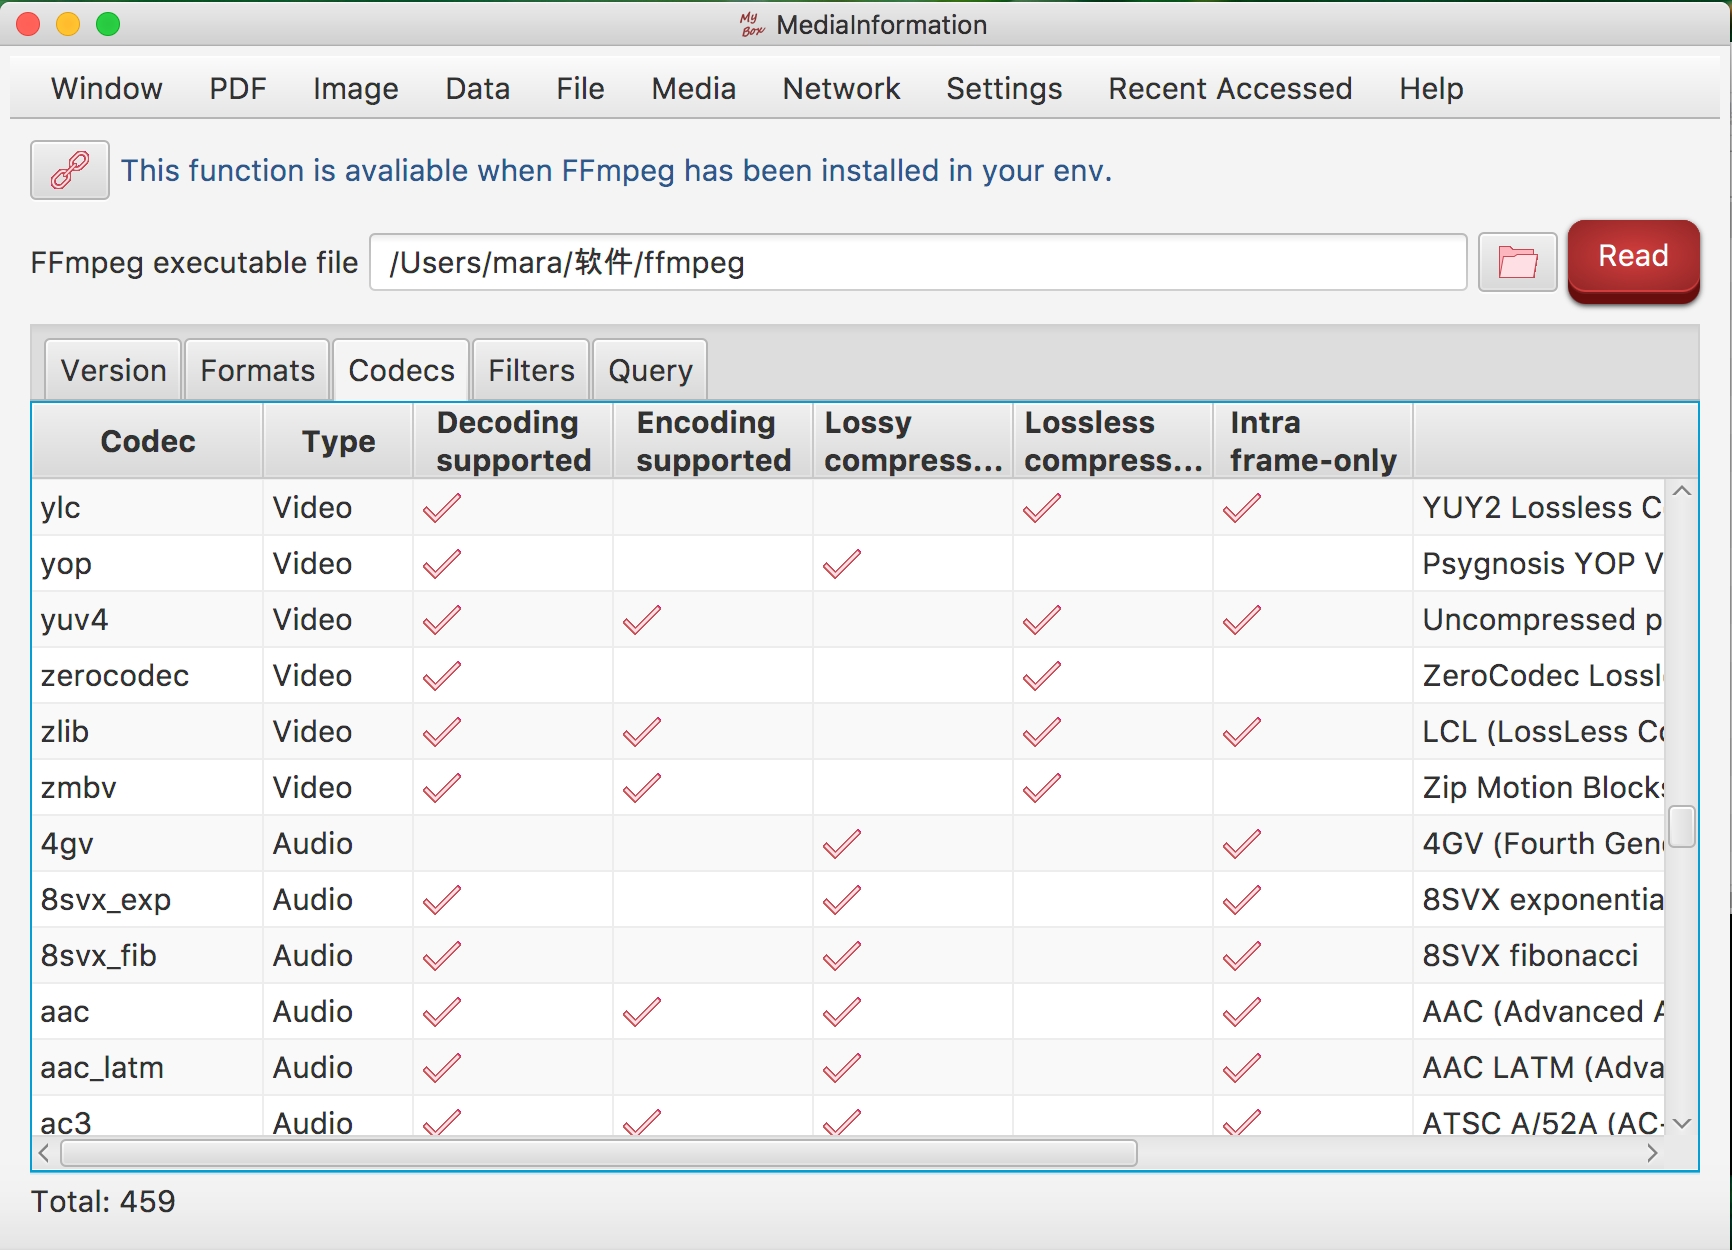 My Box MediaInformation
Window PDF Image Data File Media Network Settings Recent Accessed Help
This function is avaliable when FFmpeg has been installed in your env.
FFmpeg executable file /Users/mara/软件/ffmpeg Read
Version Formats Codecs Filters Query
Codec Type Decoding supported Encoding supported Lossy compress... Lossless compress... Intra frame-only
ylc Video YUY2 Lossless C
yop Video Psygnosis YOP V
yuv4 Video Uncompressed p
zerocodec Video ZeroCodec Lossl
zlib Video LCL (LossLess Co
zmbv Video Zip Motion Blocks
4gv Audio 4GV (Fourth Gen
8svx_exp Audio 8SVX exponentia
8svx_fib Audio 8SVX fibonacci
aac Audio AAC (Advanced A
aac_latm Audio AAC LATM (Adva
ac3 Audio ATSC A/52A (AC-
Total: 459